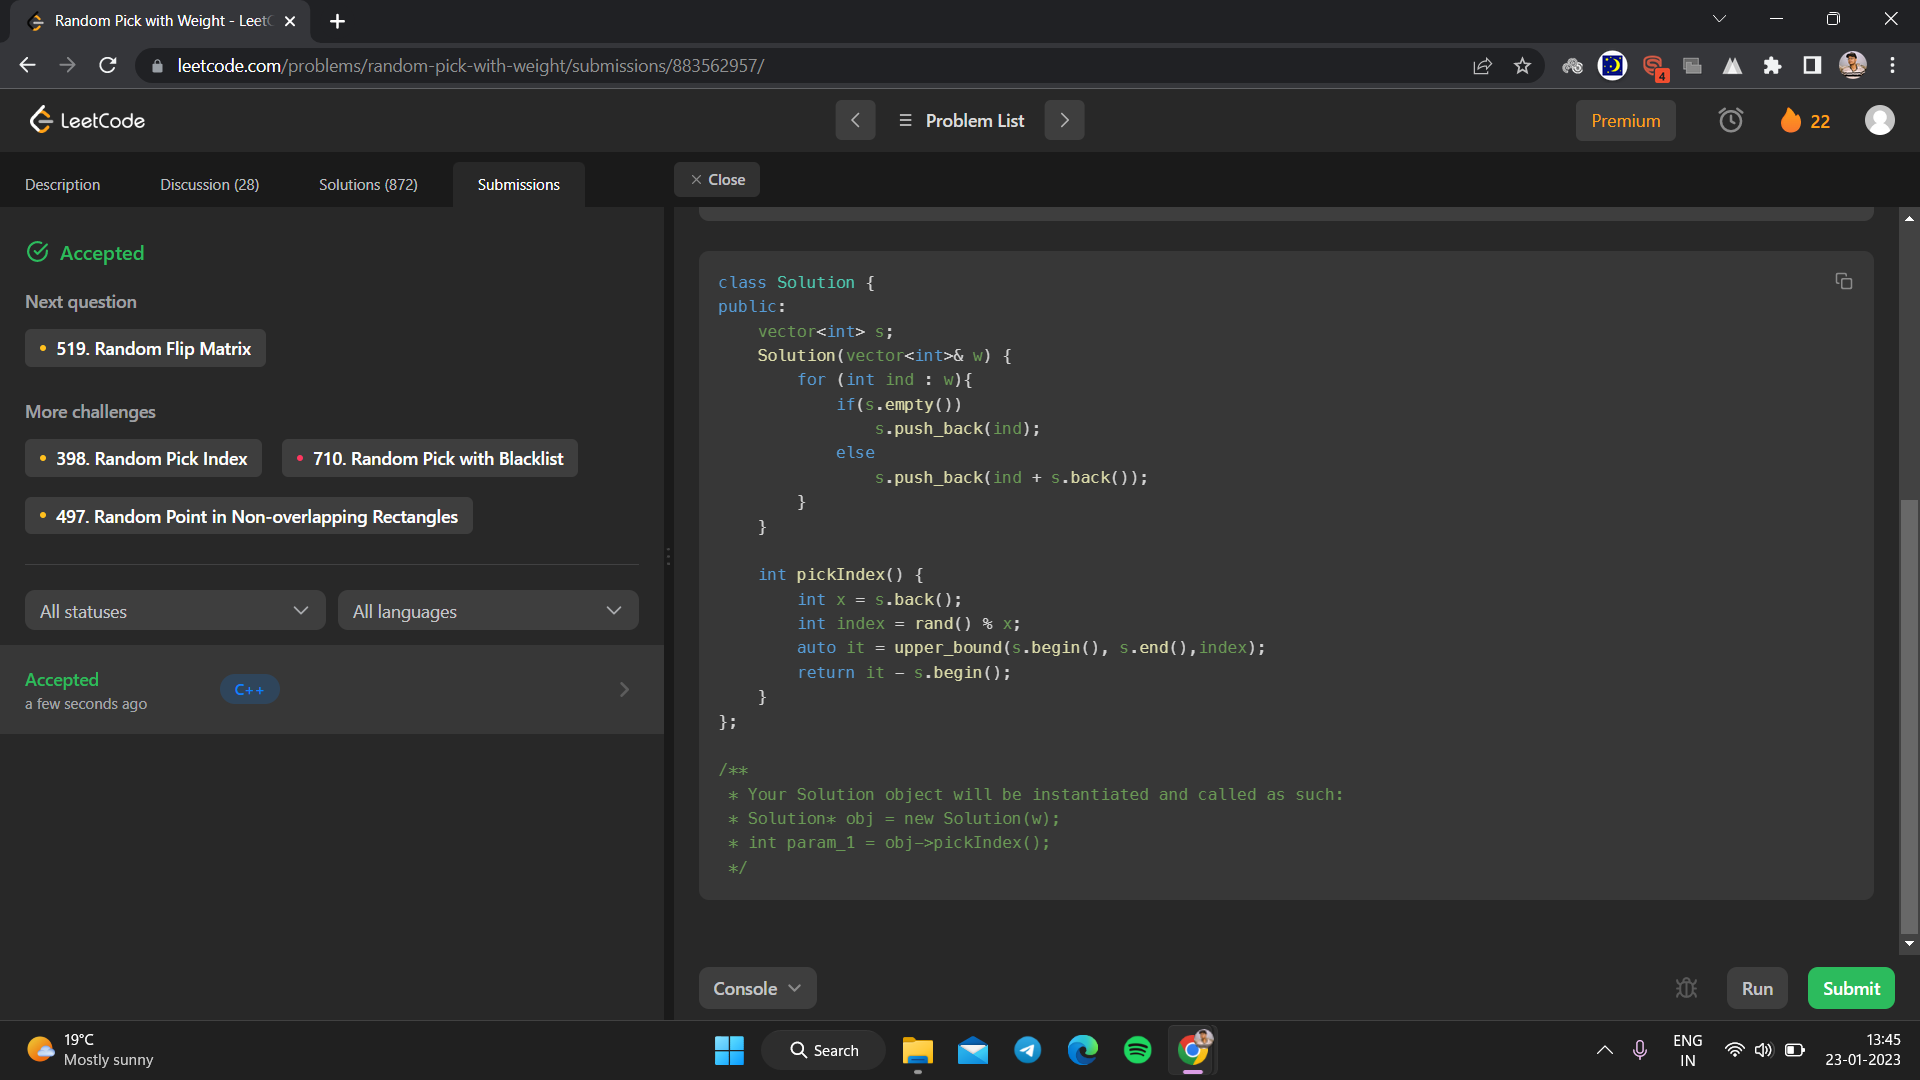 Random Pick with Weight - LeetC
leetcode.com/problems/random-pick-with-weight/submissions/883562957/
4
LeetCode
Problem List
Premium
22
Description
Discussion (28)
Solutions (872)
Submissions
Close
Accepted
Next question
519. Random Flip Matrix
More challenges
398. Random Pick Index
710. Random Pick with Blacklist
497. Random Point in Non-overlapping Rectangles
All statuses
All languages
Accepted
a few seconds ago
C++
class Solution {
public:
    vector<int> s;
    Solution(vector<int>& w) {
        for (int ind : w){
            if(s.empty())
                s.push_back(ind);
            else
                s.push_back(ind + s.back());
        }
    }

    int pickIndex() {
        int x = s.back();
        int index = rand() % x;
        auto it = upper_bound(s.begin(), s.end(),index);
        return it - s.begin();
    }
};

/**
 * Your Solution object will be instantiated and called as such:
 * Solution* obj = new Solution(w);
 * int param_1 = obj->pickIndex();
 */
Console
Run
Submit
19°C
Mostly sunny
Search
ENG
IN
13:45
23-01-2023